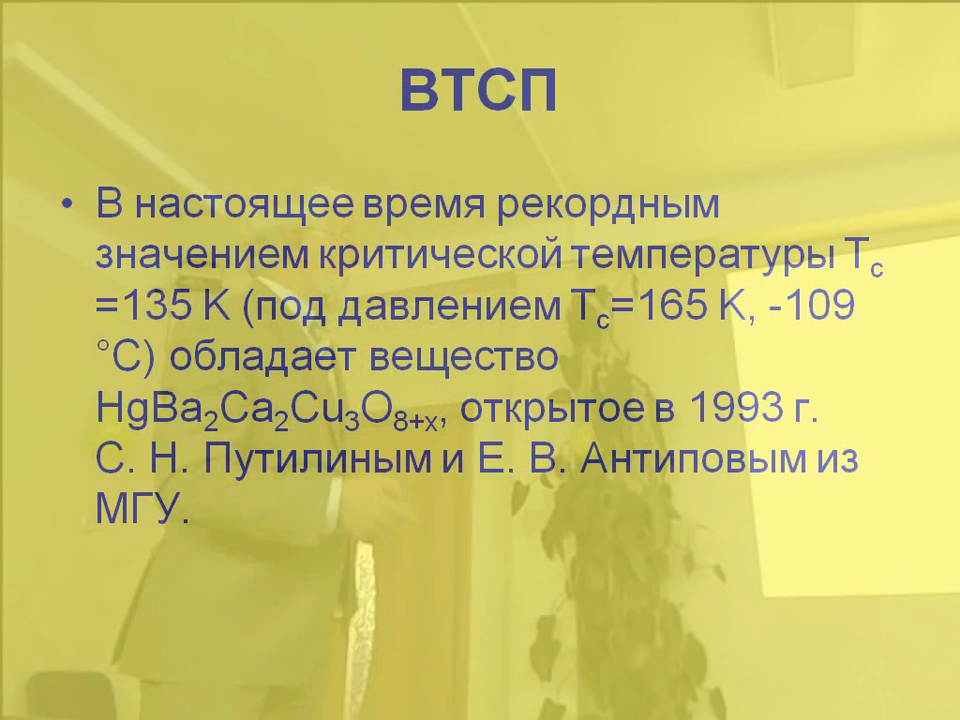 ВТСП
• В настоящее время рекордным
значением критической температуры Tc
=135 K (под давлением Tc=165 K, -109
°C) обладает вещество
HgBa2Ca2Cu3O8+x, открытое в 1993 г.
С. Н. Путилиным и Е. В. Антиповым из
МГУ.